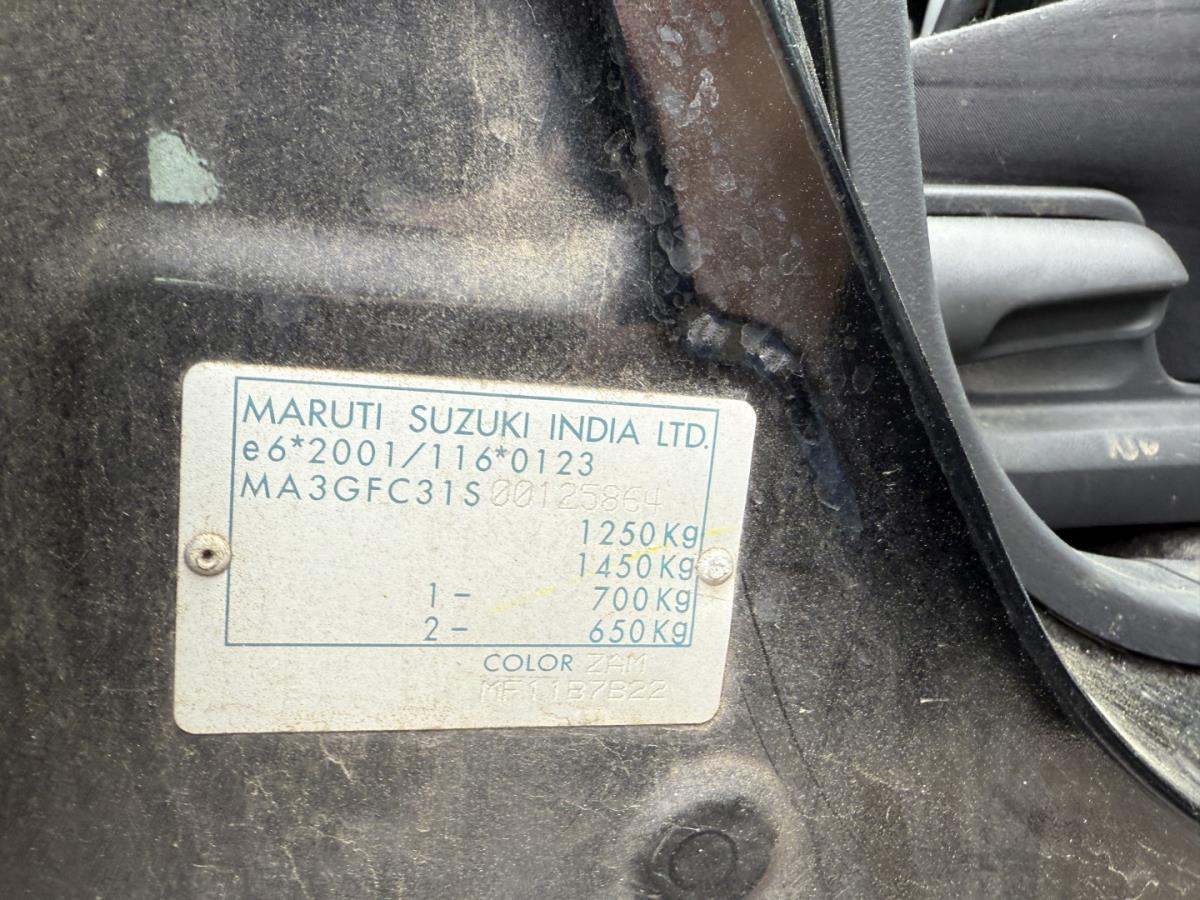 MARUTI SUZUKI INDIA LTD.
e6*2001/116*0123
MA3GFC31S00125864
1250Kg
1450Kg
1- 700Kg
2- 650Kg
COLOR ZAM
MF11B7B22